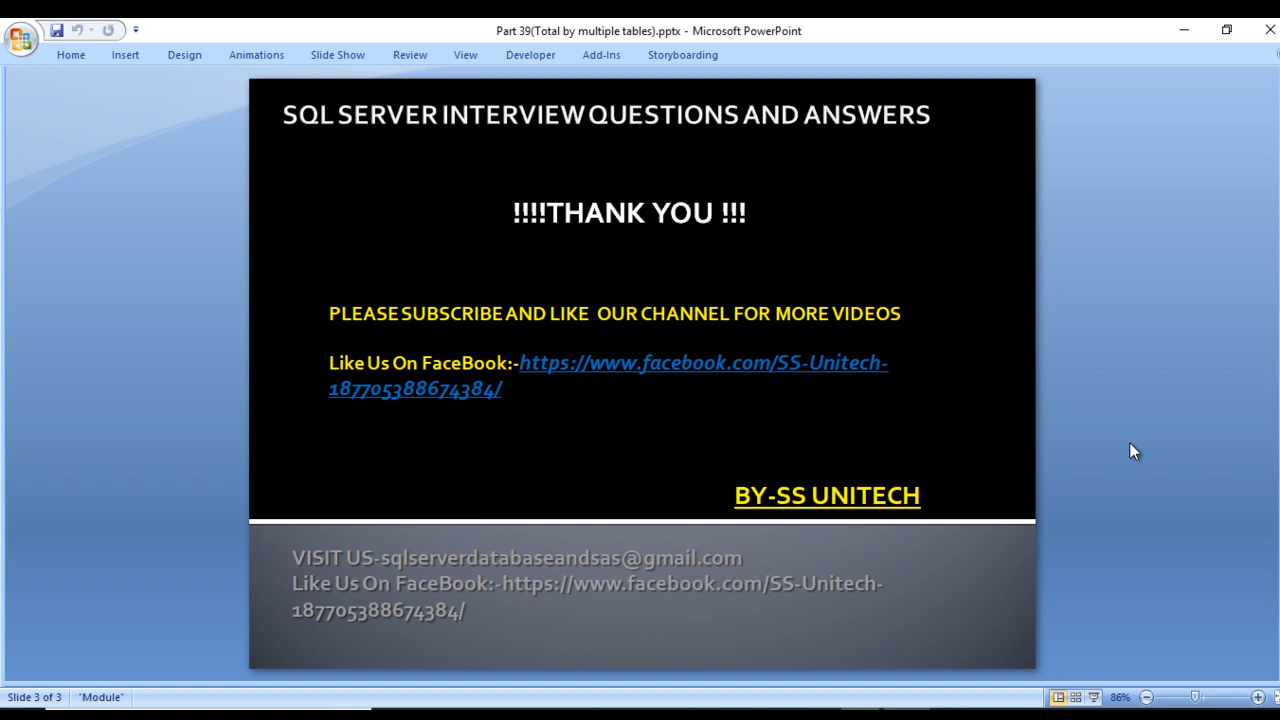 Part 39(Total by multiple tables).pptx - Microsoft PowerPoint
Home Insert Design Animations Slide Show Review View Developer Add-Ins Storyboarding
SQL SERVER INTERVIEW QUESTIONS AND ANSWERS
!!!!THANK YOU !!!
PLEASE SUBSCRIBE AND LIKE OUR CHANNEL FOR MORE VIDEOS
Like Us On FaceBook:-https://www.facebook.com/SS-Unitech-
187705388674384/
BY-SS UNITECH
VISIT US-sqlserverdatabaseandsas@gmail.com
Like Us On FaceBook:-https://www.facebook.com/SS-Unitech-
187705388674384/
Slide 3 of 3 "Module" 86%